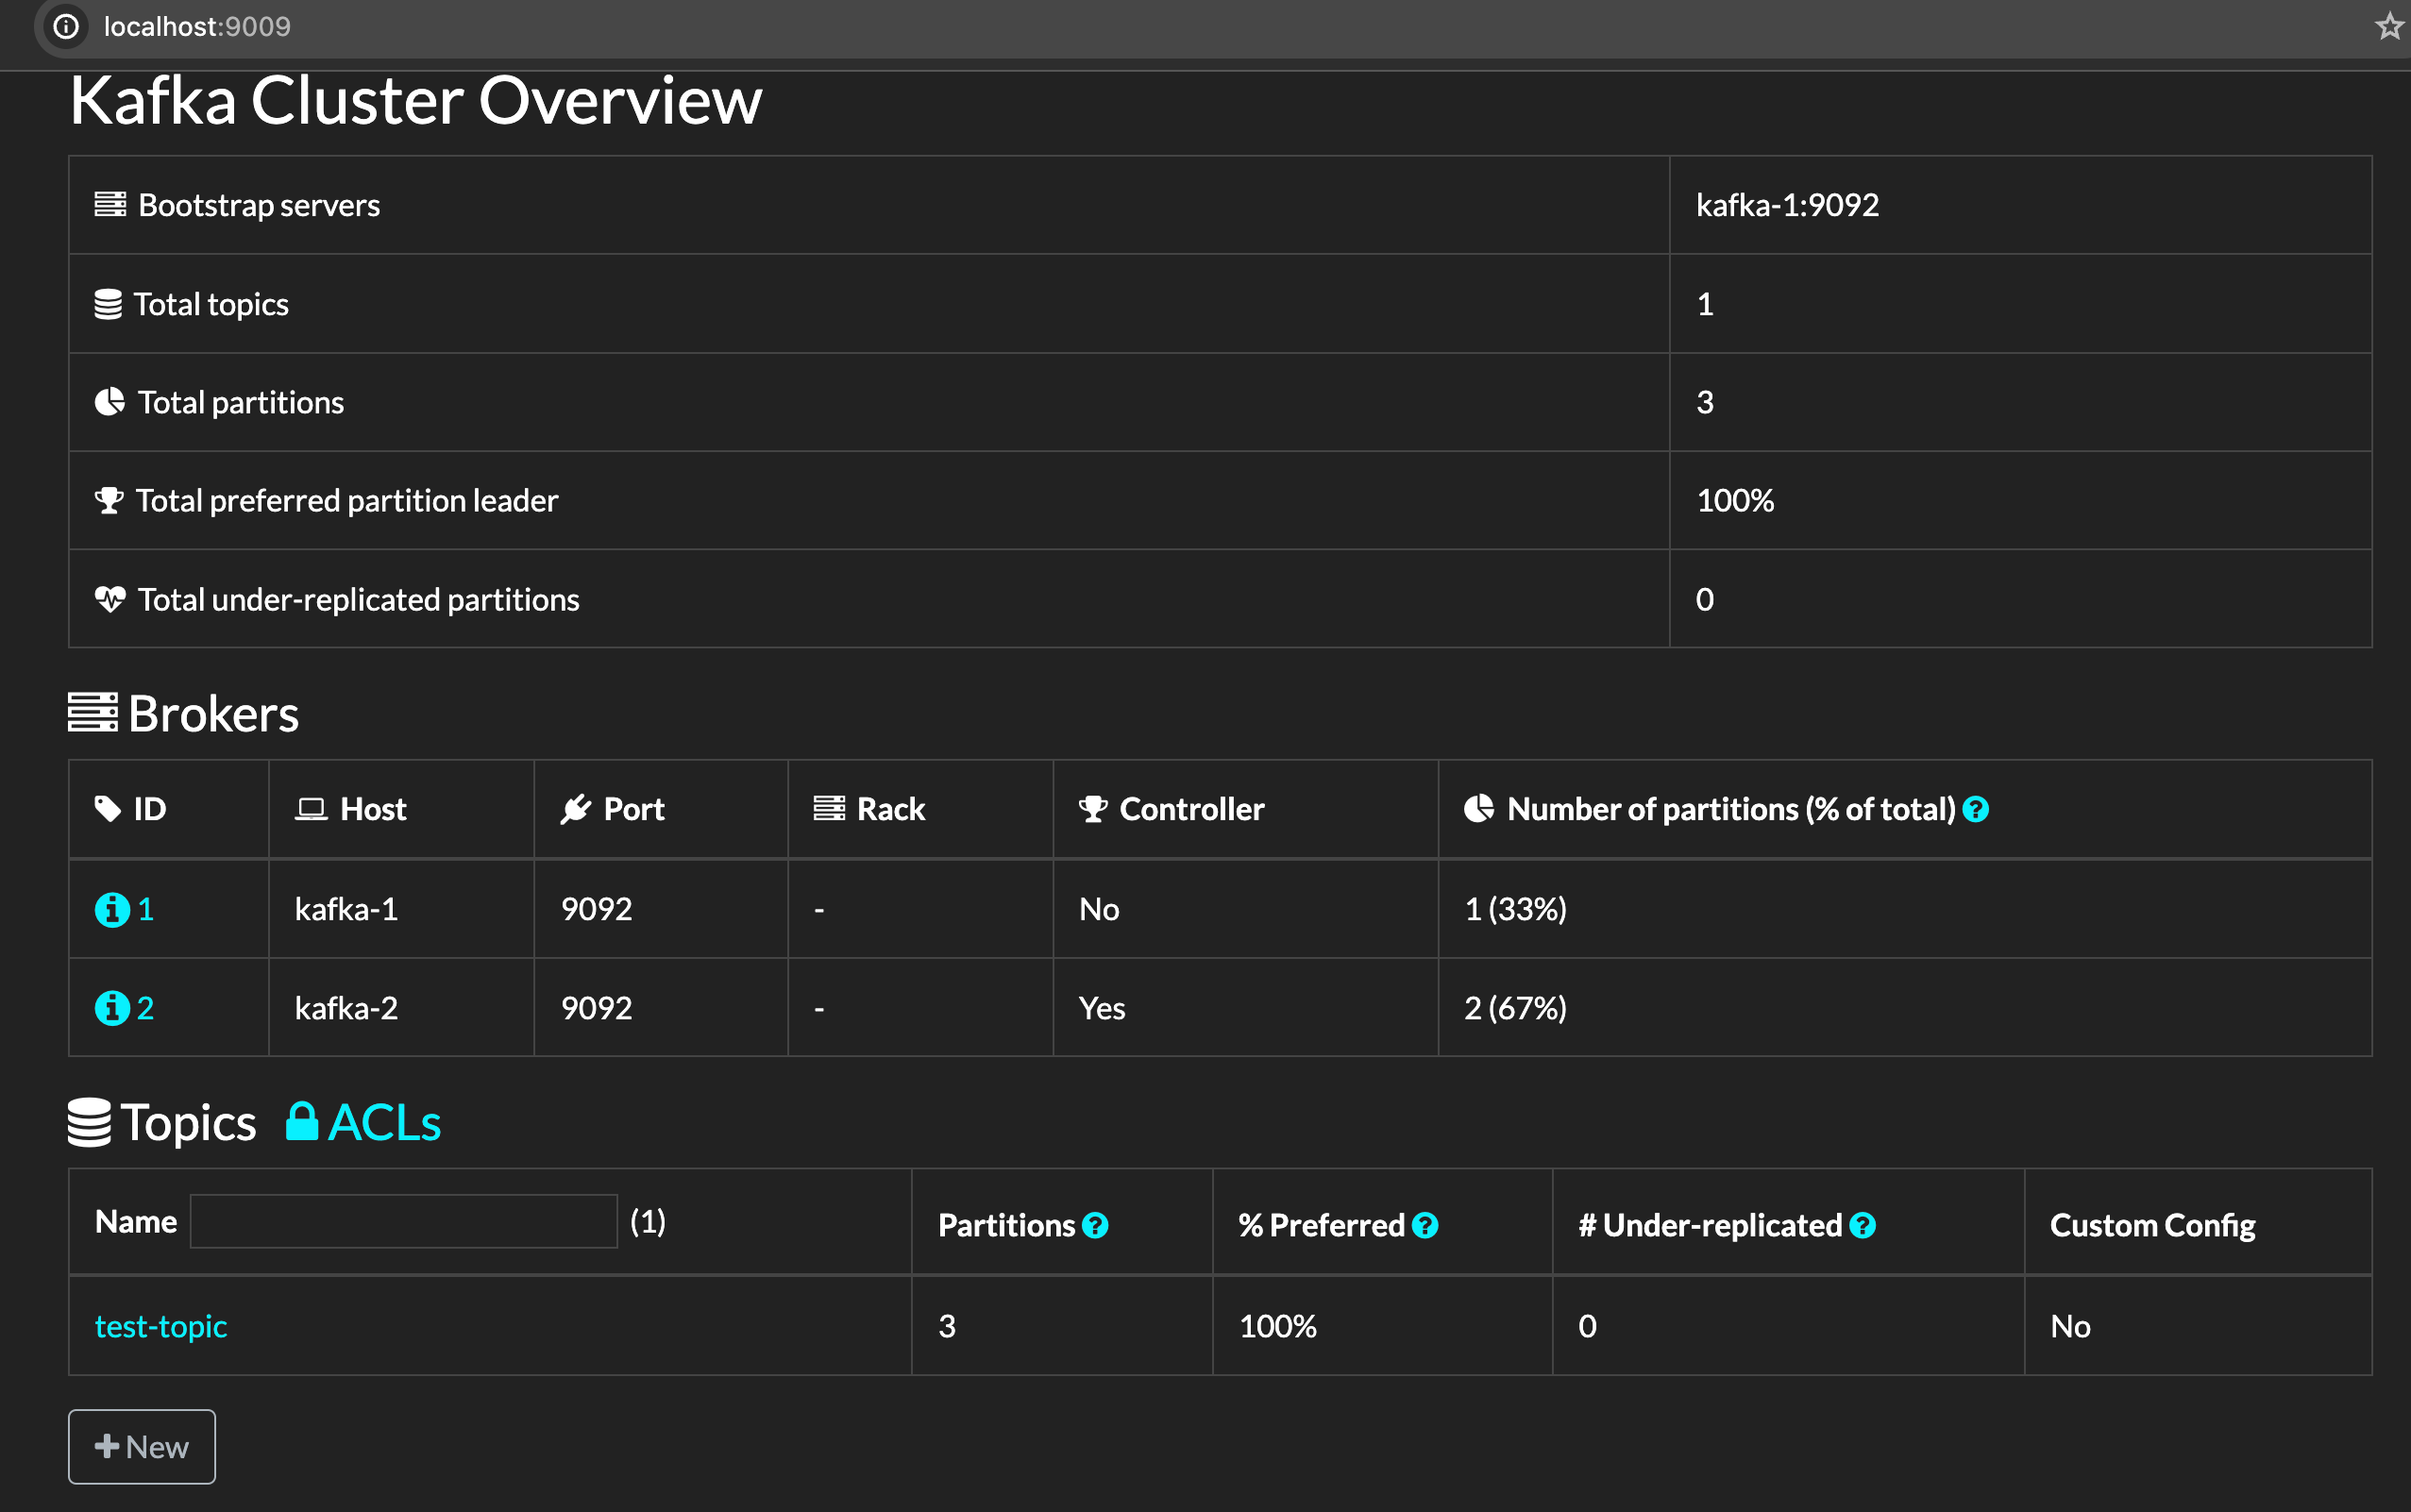 localhost:9009
Kafka Cluster Overview
Bootstrap servers kafka-1:9092
Total topics 1
Total partitions 3
Total preferred partition leader 100%
Total under-replicated partitions 0
Brokers
ID Host Port Rack Controller Number of partitions (% of total) ?
1 kafka-1 9092 - No 1 (33%)
2 kafka-2 9092 - Yes 2 (67%)
Topics ACLs
Name (1) Partitions ? % Preferred ? # Under-replicated ? Custom Config
test-topic 3 100% 0 No
+ New